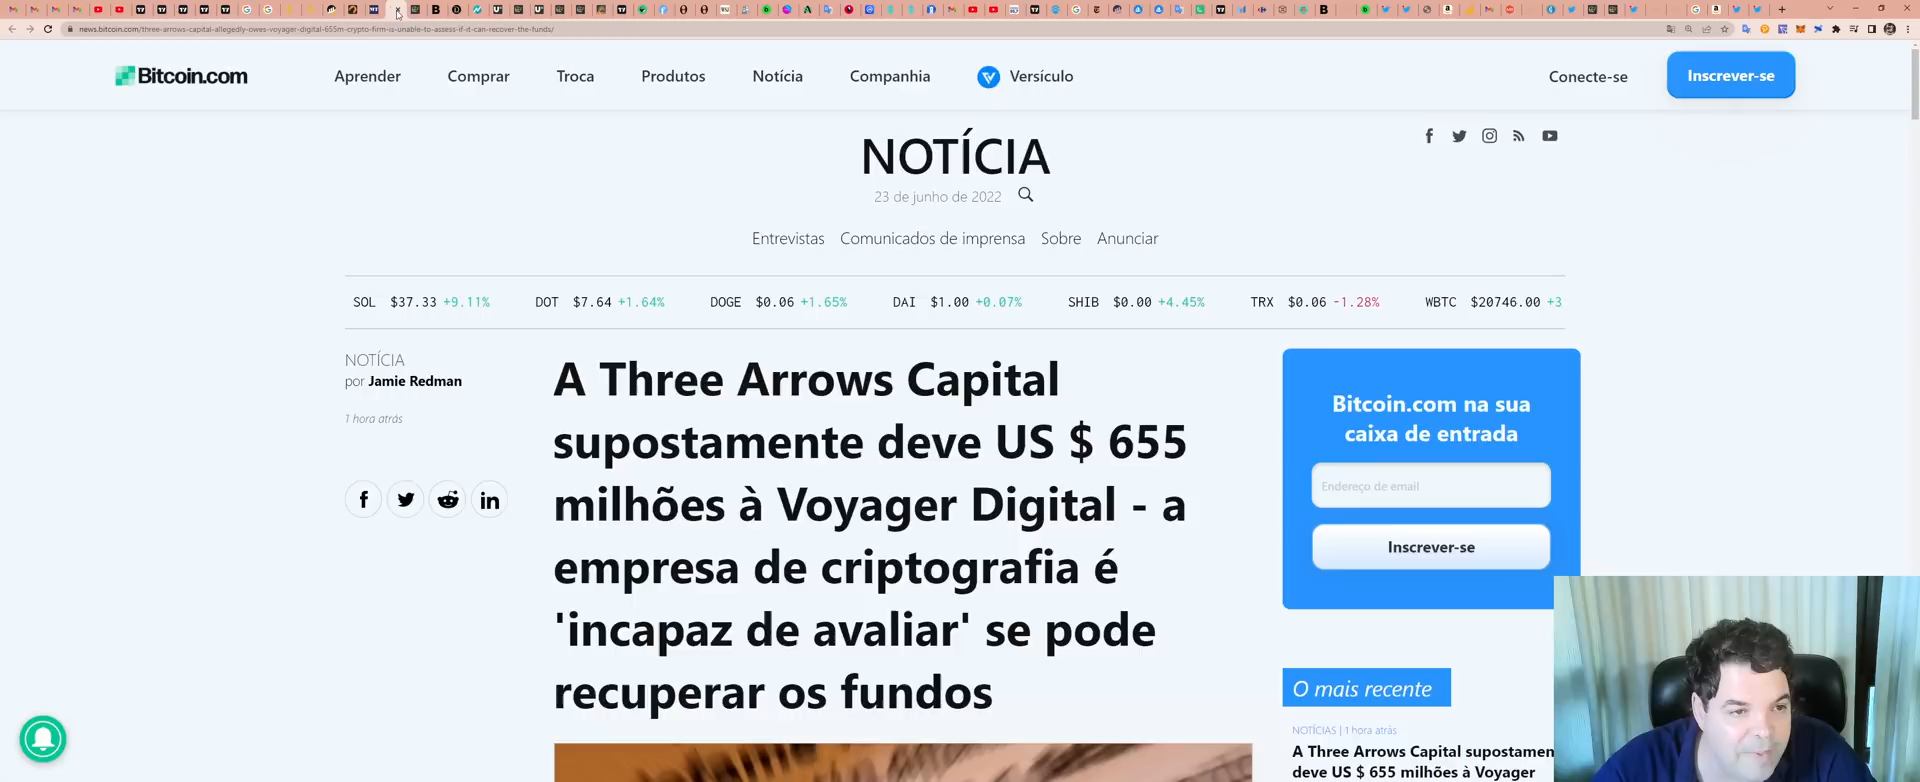 news.bitcoin.com/three-arrows-capital-allegedly-owes-voyager-digital-655m-crypto-firm-is-unable-to-assess-if-it-can-recover-the-funds/
Bitcoin.com
Aprender
Comprar
Troca
Produtos
Notícia
Companhia
Versículo
Conecte-se
Inscrever-se
NOTÍCIA
23 de junho de 2022
Entrevistas
Comunicados de imprensa
Sobre
Anunciar
SOL $37.33 +9.11% DOT $7.64 +1.64% DOGE $0.06 +1.65% DAI $1.00 +0.07% SHIB $0.00 +4.45% TRX $0.06 -1.28% WBTC $20746.00 +3
NOTÍCIA
por Jamie Redman
1 hora atrás
A Three Arrows Capital
supostamente deve US $ 655
milhões à Voyager Digital - a
empresa de criptografia é
'incapaz de avaliar' se pode
recuperar os fundos
Bitcoin.com na sua
caixa de entrada
Endereço de email
Inscrever-se
O mais recente
NOTÍCIAS | 1 hora atrás
A Three Arrows Capital supostamen
deve US $ 655 milhões à Voyager